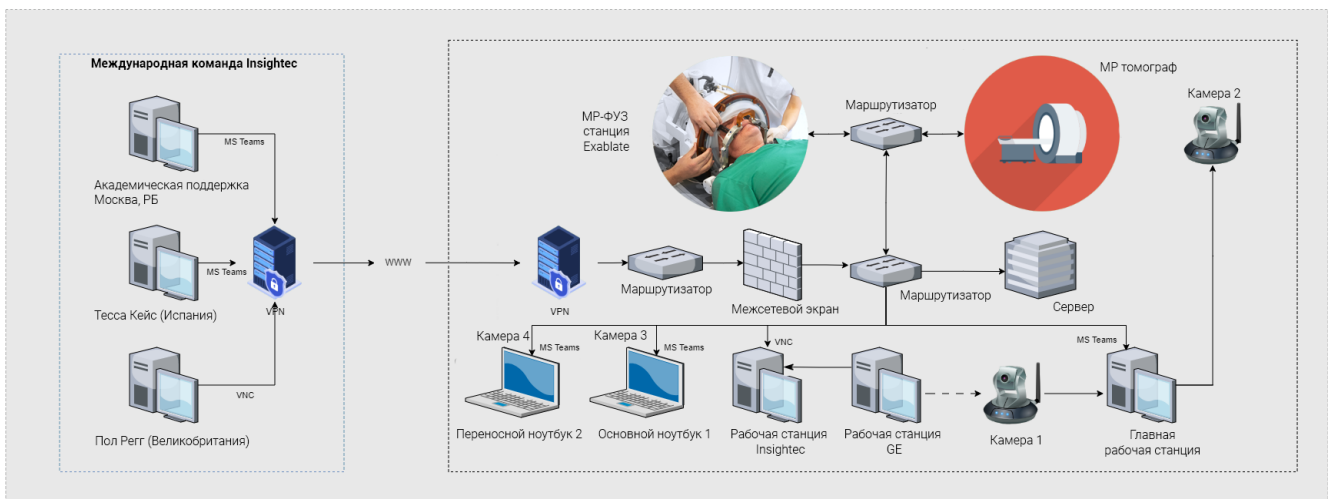 Международная команда Insightec
MS Teams
Академическая поддержка
Москва, РБ
MS Teams
Тесса Кейс (Испания)
VPN
VNC
Пол Регг (Великобритания)
WWW
МР-ФУЗ
станция
Exablate
Маршрутизатор
МР томограф
Камера 2
VPN
Маршрутизатор
Межсетевой экран
Маршрутизатор
Сервер
Камера 4
MS Teams
Камера 3
MS Teams
VNC
MS Teams
Переносной ноутбук 2
Основной ноутбук 1
Рабочая станция
Insightec
Рабочая станция
GE
Камера 1
Главная
рабочая станция